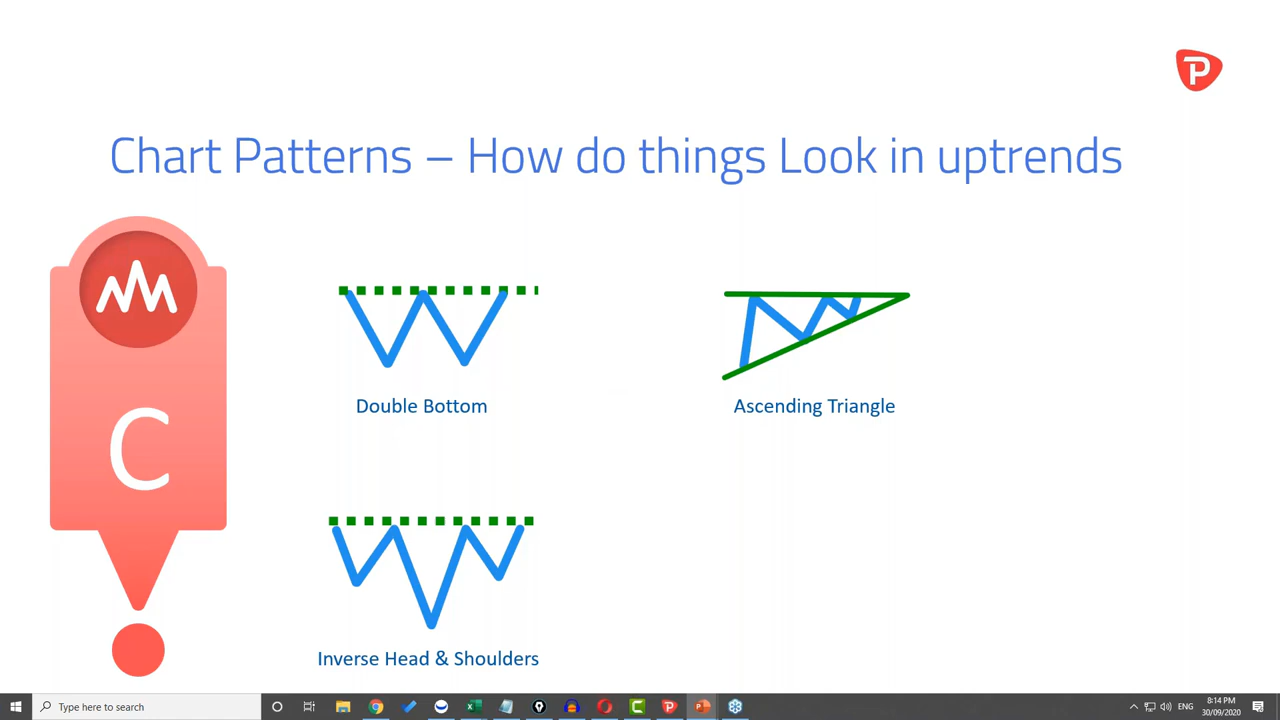 P
Chart Patterns – How do things Look in uptrends
C
Double Bottom
Ascending Triangle
Inverse Head & Shoulders
Type here to search
ENG
8:14 PM
30/09/2020